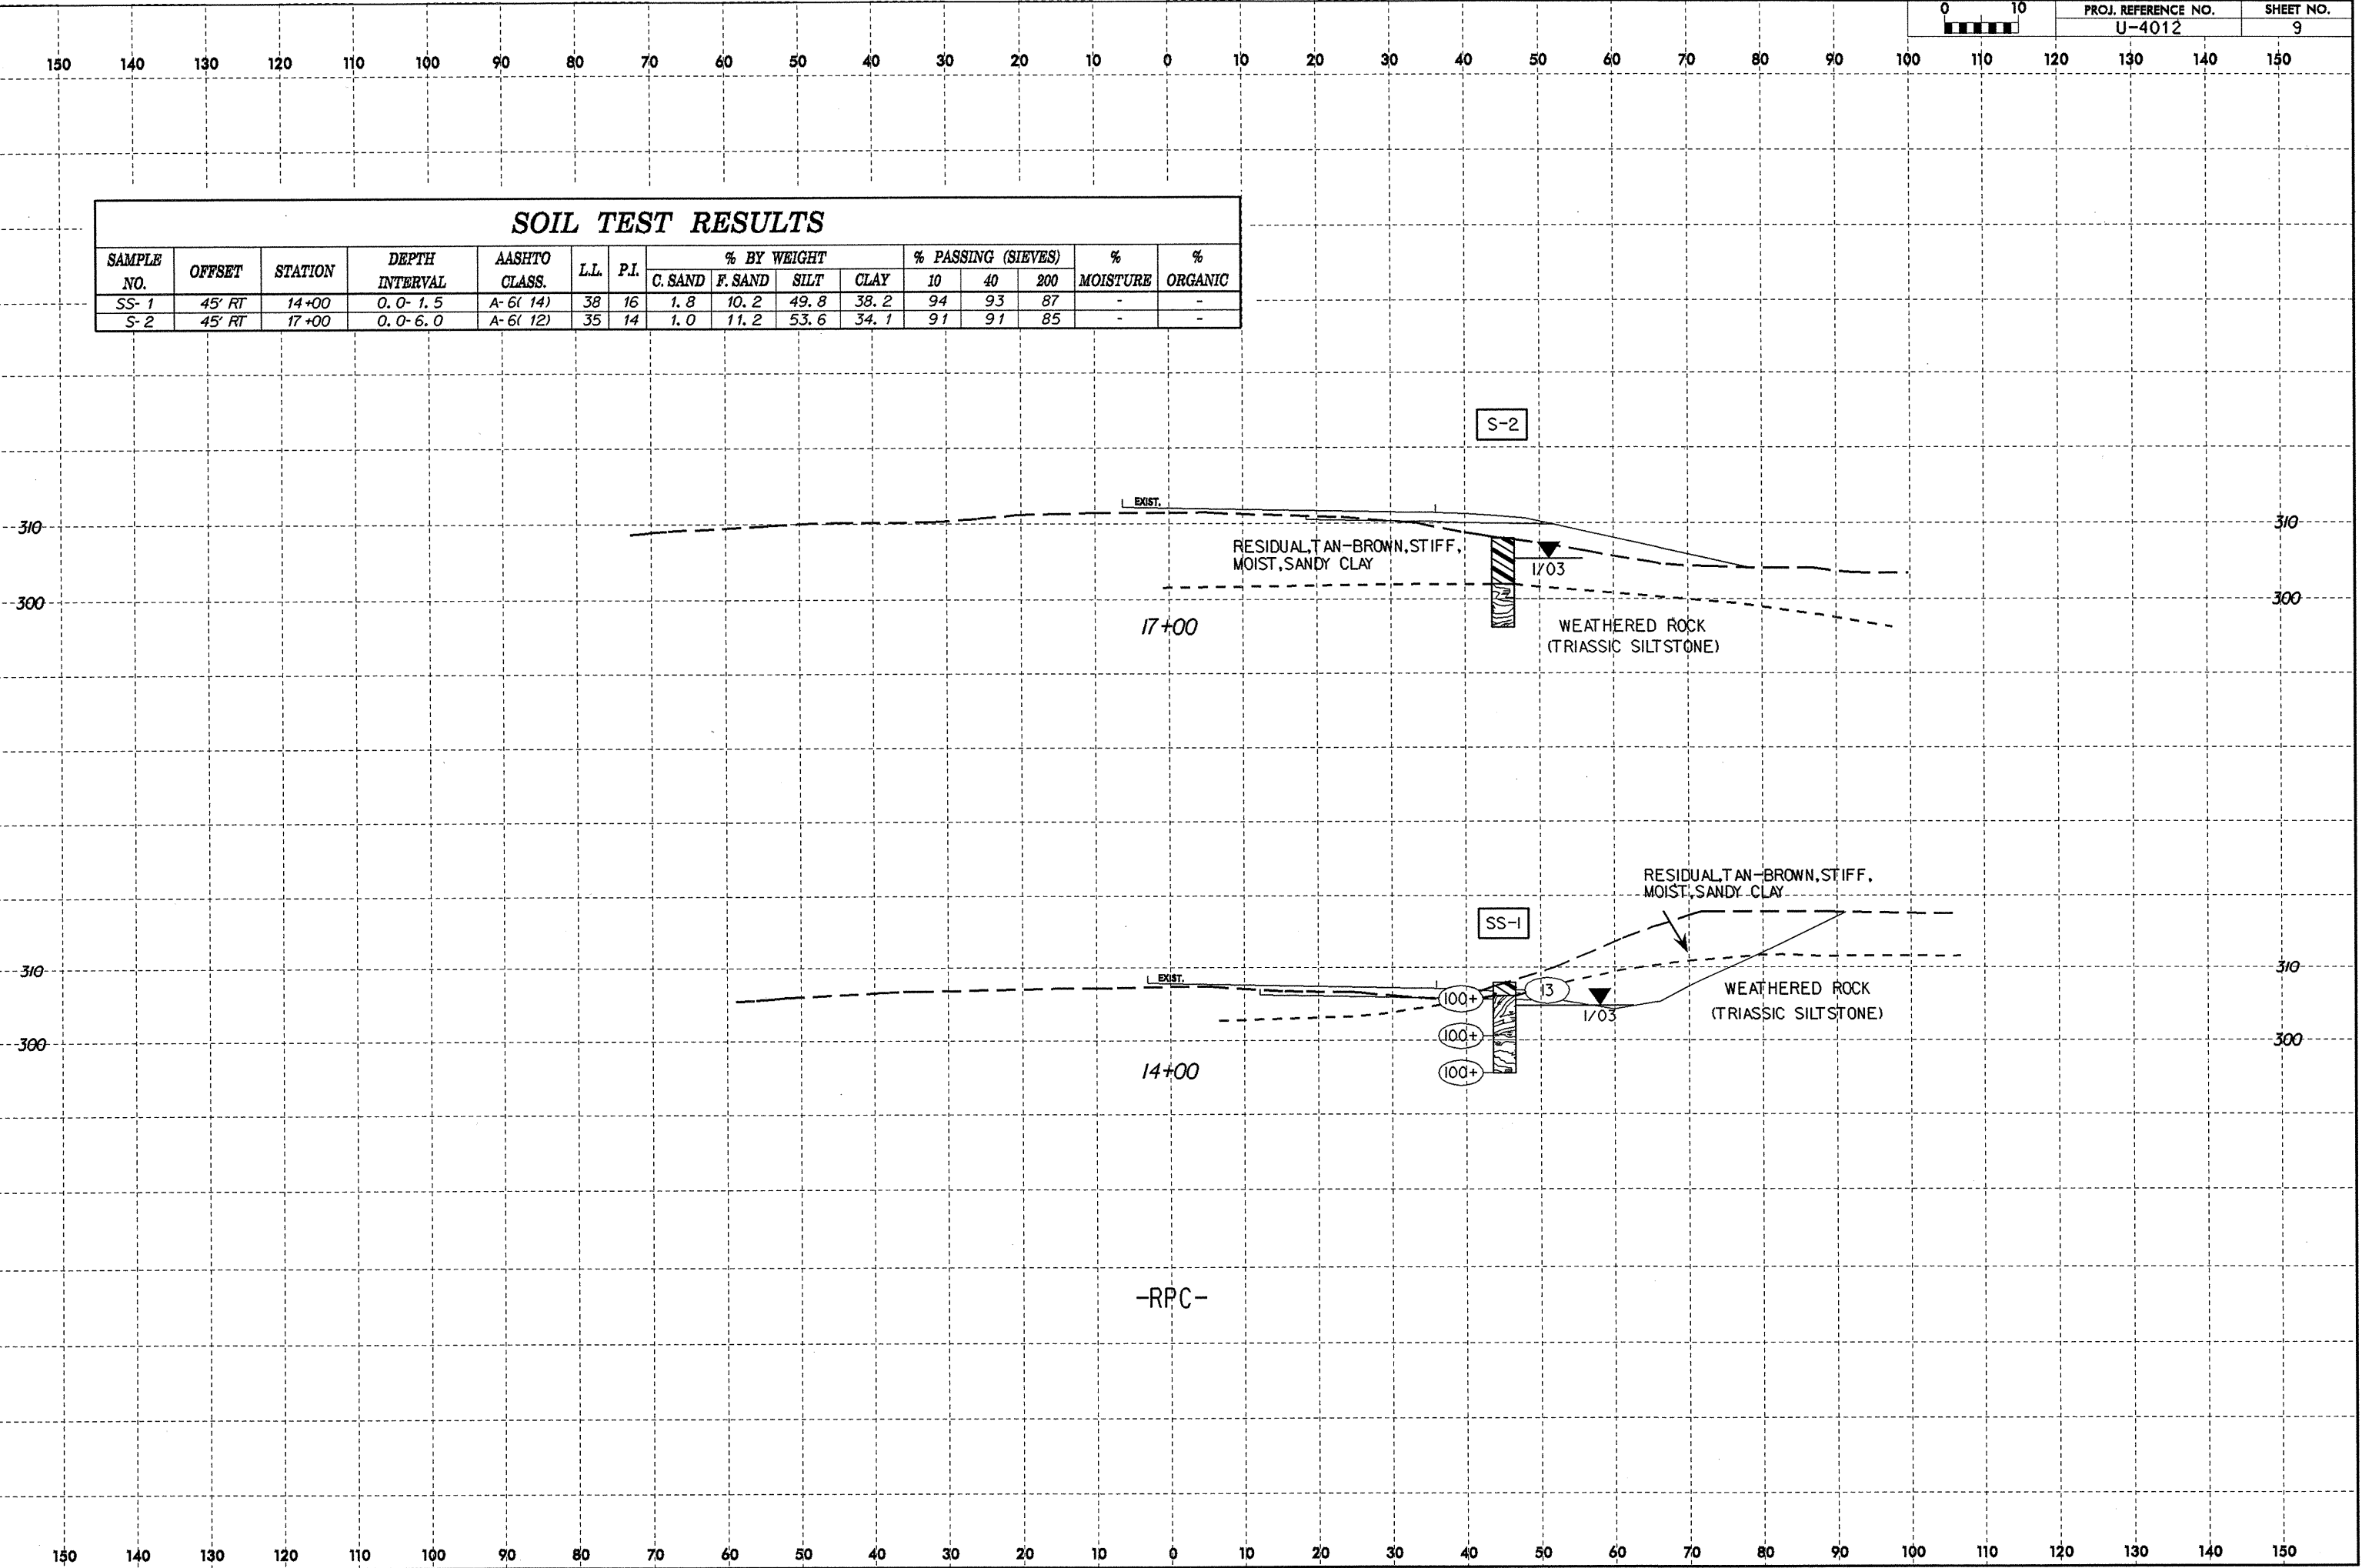 0 10
PROJ. REFERENCE NO. SHEET NO.
U-4012 9
150 140 130 120 110 100 90 80 70 60 50 40 30 20 10 0 10 20 30 40 50 60 70 80 90 100 110 120 130 140 150
SOIL TEST RESULTS
SAMPLE NO. OFFSET STATION DEPTH INTERVAL AASHTO CLASS. L.L. P.I. % BY WEIGHT % PASSING (SIEVES) % MOISTURE % ORGANIC
C. SAND F. SAND SILT CLAY 10 40 200
SS-1 45' RT 14+00 0.0-1.5 A-6(14) 38 16 1.8 10.2 49.8 38.2 94 93 87 - -
S-2 45' RT 17+00 0.0-6.0 A-6(12) 35 14 1.0 11.2 53.6 34.1 91 91 85 - -
S-2
EXIST.
310 310
RESIDUAL,TAN-BROWN,STIFF,
MOIST,SANDY CLAY
1/03
300 300
17+00
WEATHERED ROCK
(TRIASSIC SILTSTONE)
RESIDUAL,TAN-BROWN,STIFF,
MOIST,SANDY CLAY
SS-1
310 310
EXIST.
100+ 13
WEATHERED ROCK
(TRIASSIC SILTSTONE)
1/03
100+
300 300
14+00
100+
-RPC-
150 140 130 120 110 100 90 80 70 60 50 40 30 20 10 0 10 20 30 40 50 60 70 80 90 100 110 120 130 140 150